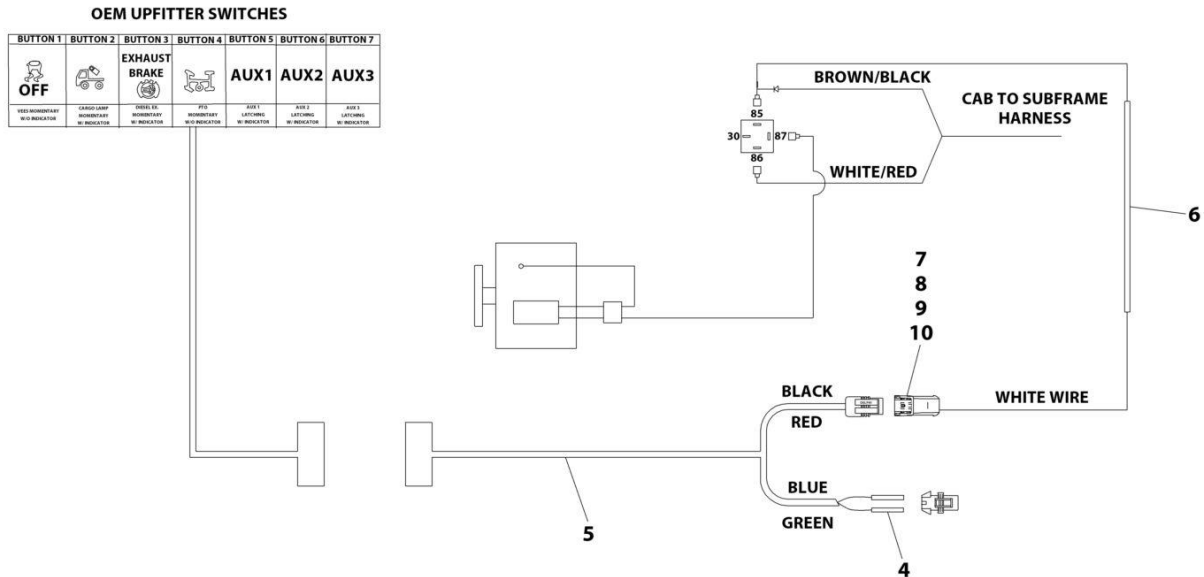 OEM UPFITTER SWITCHES
BUTTON 1 BUTTON 2 BUTTON 3 BUTTON 4 BUTTON 5 BUTTON 6 BUTTON 7
OFF
EXHAUST
BRAKE
AUX1 AUX2 AUX3
VEES MOMENTARY
W/O INDICATOR
CARGO LAMP
MOMENTARY
W/ INDICATOR
DIESEL EX.
MOMENTARY
W/ INDICATOR
PTO
MOMENTARY
W/O INDICATOR
AUX 1
LATCHING
W/ INDICATOR
AUX 2
LATCHING
W/ INDICATOR
AUX 3
LATCHING
W/ INDICATOR
BROWN/BLACK
CAB TO SUBFRAME
HARNESS
85
30
87
86
WHITE/RED
6
7
8
9
10
BLACK
RED
WHITE WIRE
BLUE
GREEN
5
4